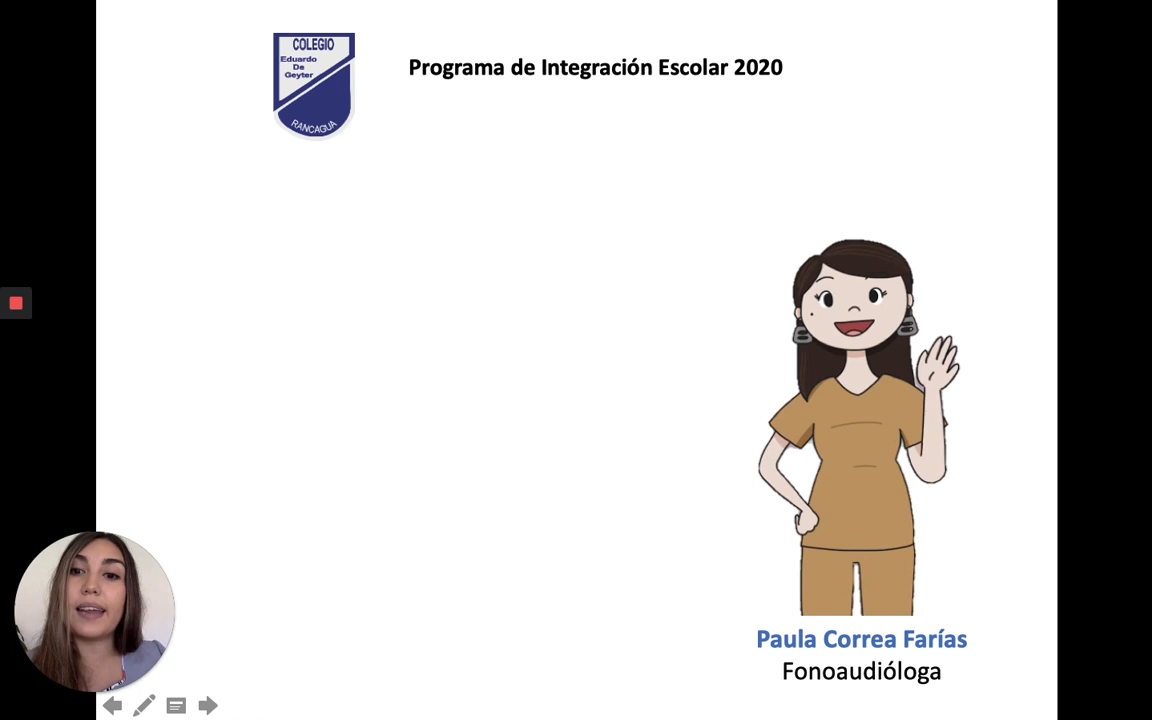 COLEGIO
Eduardo
De
Geyter
RANCAGUA
Programa de Integración Escolar 2020
Paula Correa Farías
Fonoaudióloga